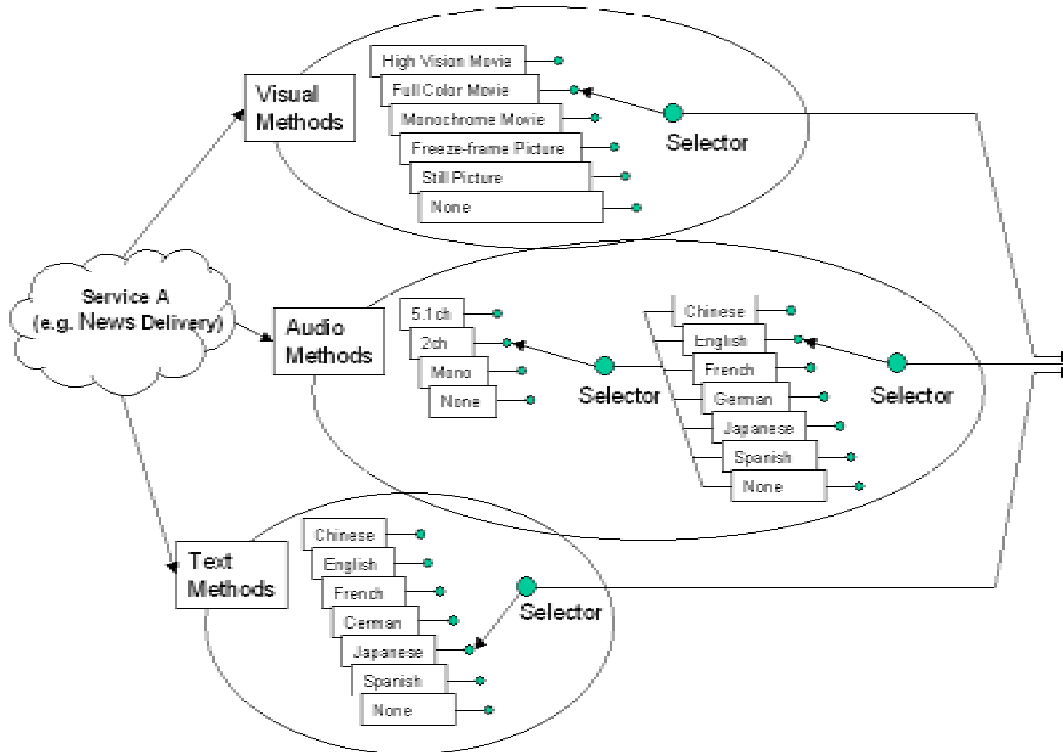 High Vision Movie
Full Color Movie
Monochrome Movie
Freeze-frame Picture
Still Picture
None
Visual
Methods
Selector
Service A
(e.g. News Delivery)
Audio
Methods
5.1ch
2ch
Mono
None
Selector
Chinese
English
French
German
Japanese
Spanish
None
Selector
Text
Methods
Chinese
English
French
German
Japanese
Spanish
None
Selector